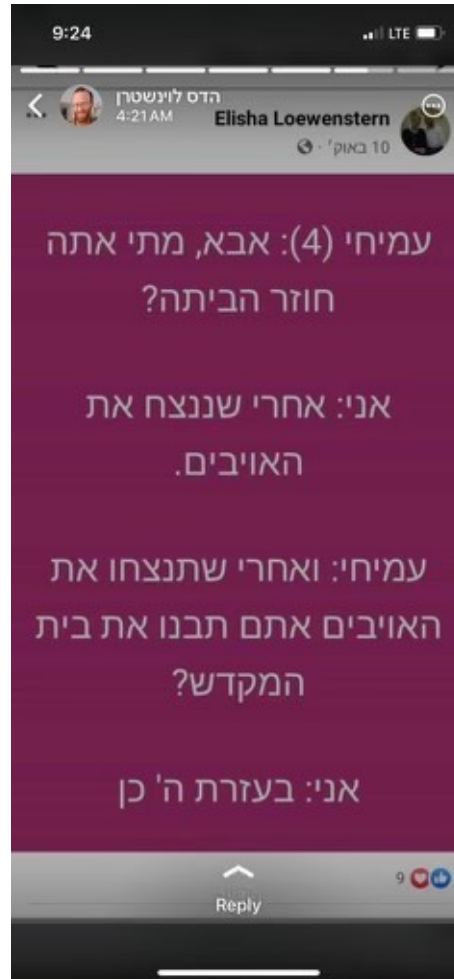 9:24
LTE
הדס לוינשטרן
4:21 AM
Elisha Loewenstern
10 באוק׳
עמיחי (4): אבא, מתי אתה
חוזר הביתה?
אני: אחרי שננצח את
האויבים.
עמיחי: ואחרי שתנצחו את
האויבים אתם תבנו את בית
המקדש?
אני: בעזרת ה' כן
9
Reply